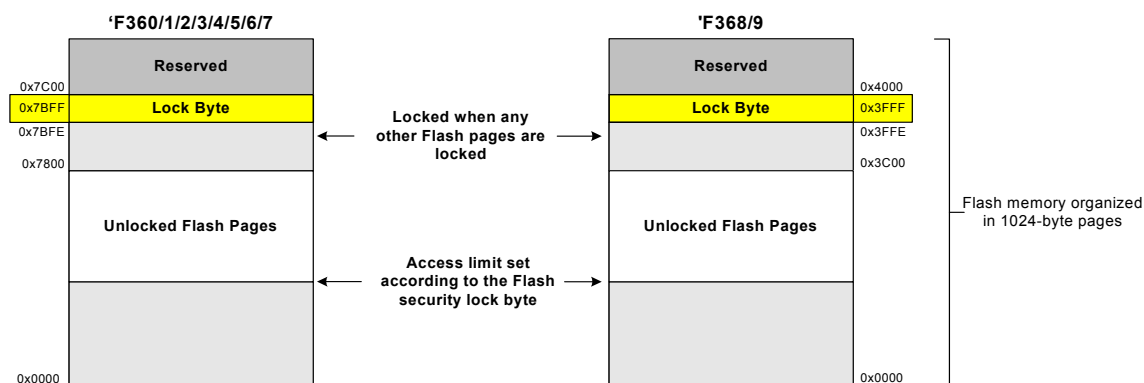 ‘F360/1/2/3/4/5/6/7
Reserved
0x7C00
0x7BFF
Lock Byte
0x7BFE
0x7800
Unlocked Flash Pages
0x0000
Locked when any
other Flash pages are
locked
Access limit set
according to the Flash
security lock byte
'F368/9
Reserved
0x4000
Lock Byte
0x3FFF
0x3FFE
0x3C00
Unlocked Flash Pages
0x0000
Flash memory organized
in 1024-byte pages